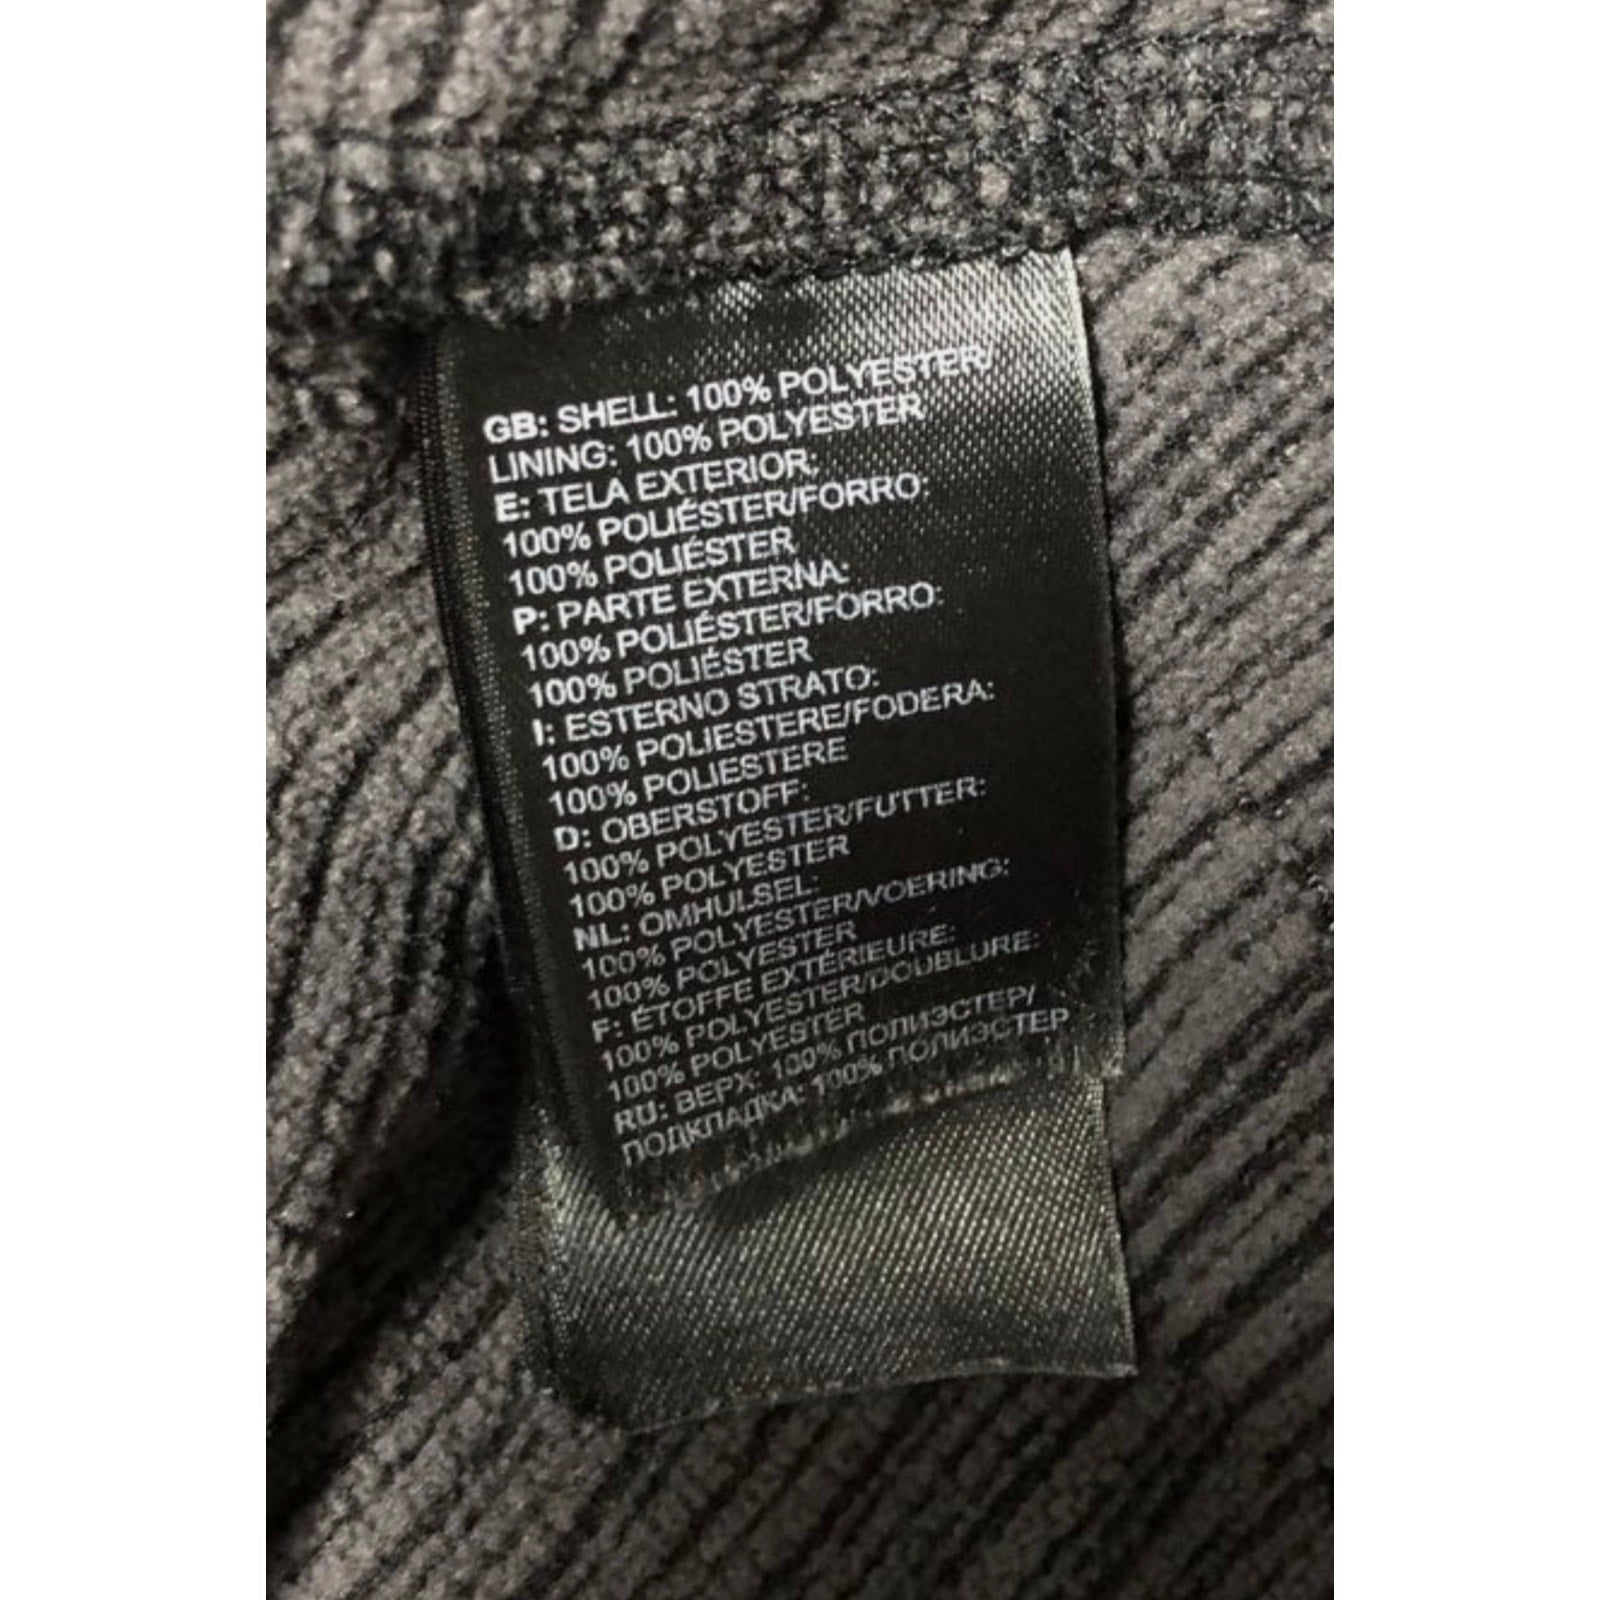 GB: SHELL: 100% POLYESTER/
LINING: 100% POLYESTER
E: TELA EXTERIOR:
100% POLIÉSTER/FORRO:
100% POLIÉSTER
P: PARTE EXTERNA:
100% POLIÉSTER/FORRO:
100% POLIÉSTER
I: ESTERNO STRATO:
100% POLIESTERE/FODERA:
100% POLIESTERE
D: OBERSTOFF:
100% POLYESTER/FUTTER:
100% POLYESTER
NL: OMHULSEL:
100% POLYESTER/VOERING:
100% POLYESTER
F: ÉTOFFE EXTÉRIEURE:
100% POLYESTER/DOUBLURE:
100% POLYESTER
RU: ВЕРХ: 100% ПОЛИЭСТЕР/
ПОДКЛАДКА: 100% ПОЛИЭСТЕР